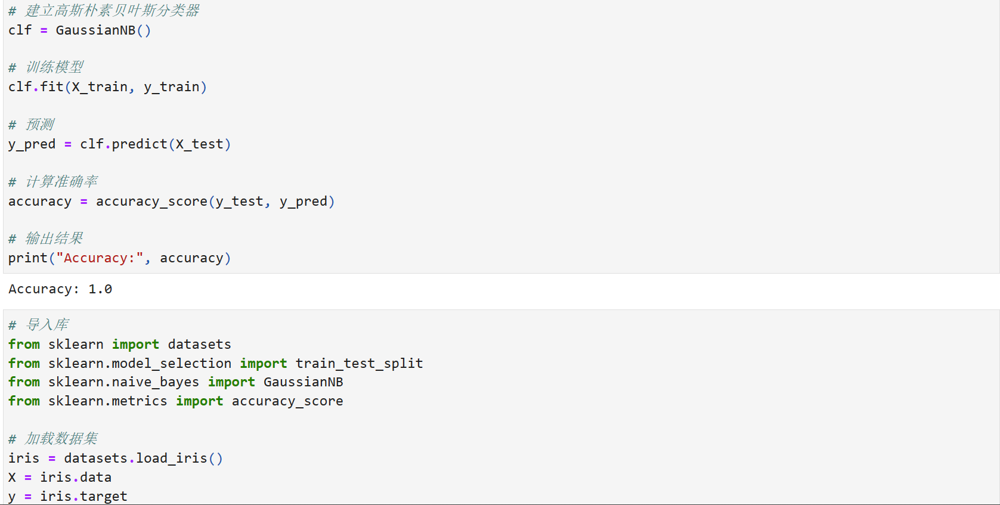 # 建立高斯朴素贝叶斯分类器
clf = GaussianNB()
# 训练模型
clf.fit(X_train, y_train)
# 预测
y_pred = clf.predict(X_test)
# 计算准确率
accuracy = accuracy_score(y_test, y_pred)
# 输出结果
print("Accuracy:", accuracy)
Accuracy: 1.0
# 导入库
from sklearn import datasets
from sklearn.model_selection import train_test_split
from sklearn.naive_bayes import GaussianNB
from sklearn.metrics import accuracy_score
# 加载数据集
iris = datasets.load_iris()
X = iris.data
y = iris.target